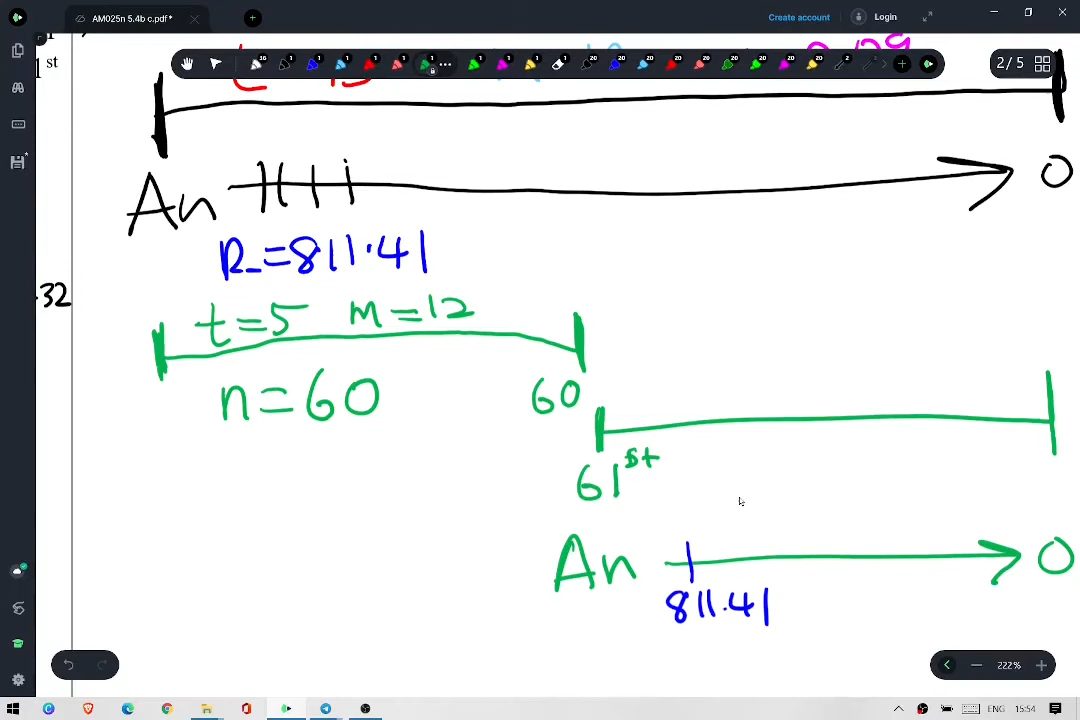 AM025n 5.4b c.pdf*
Create account
Login
1st
2 / 5
An
0
R=811.41
.32
t=5 m=12
n=60
60
61st
An
0
811.41
222%
ENG
15:54